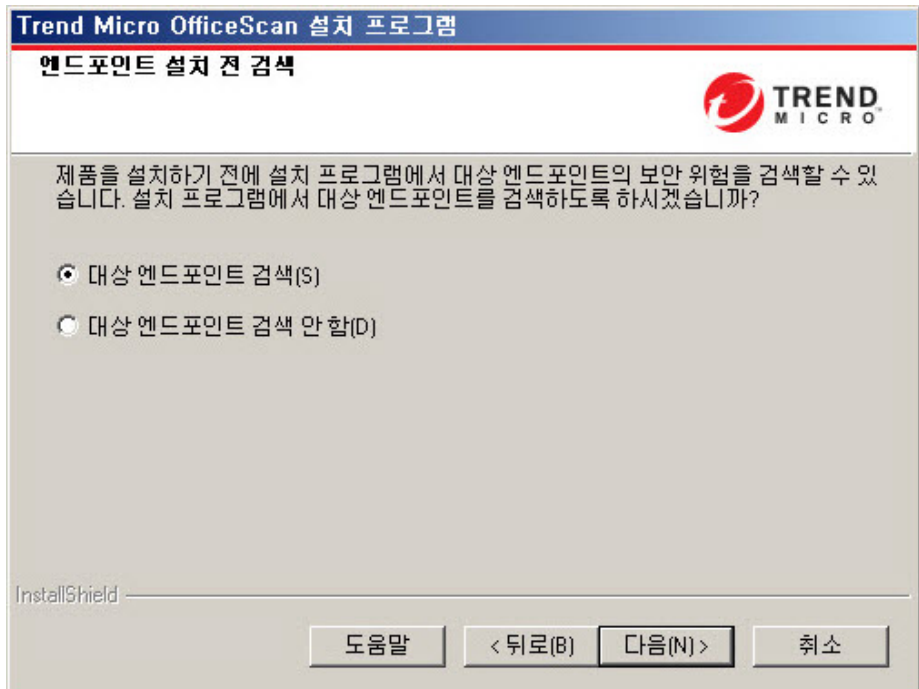 Trend Micro OfficeScan 설치 프로그램
엔드포인트 설치 전 검색
TREND
MICRO™
제품을 설치하기 전에 설치 프로그램에서 대상 엔드포인트의 보안 위험을 검색할 수 있
습니다. 설치 프로그램에서 대상 엔드포인트를 검색하도록 하시겠습니까?
대상 엔드포인트 검색(S)
대상 엔드포인트 검색 안 함(D)
InstallShield
도움말
< 뒤로(B)
다음(N) >
취소